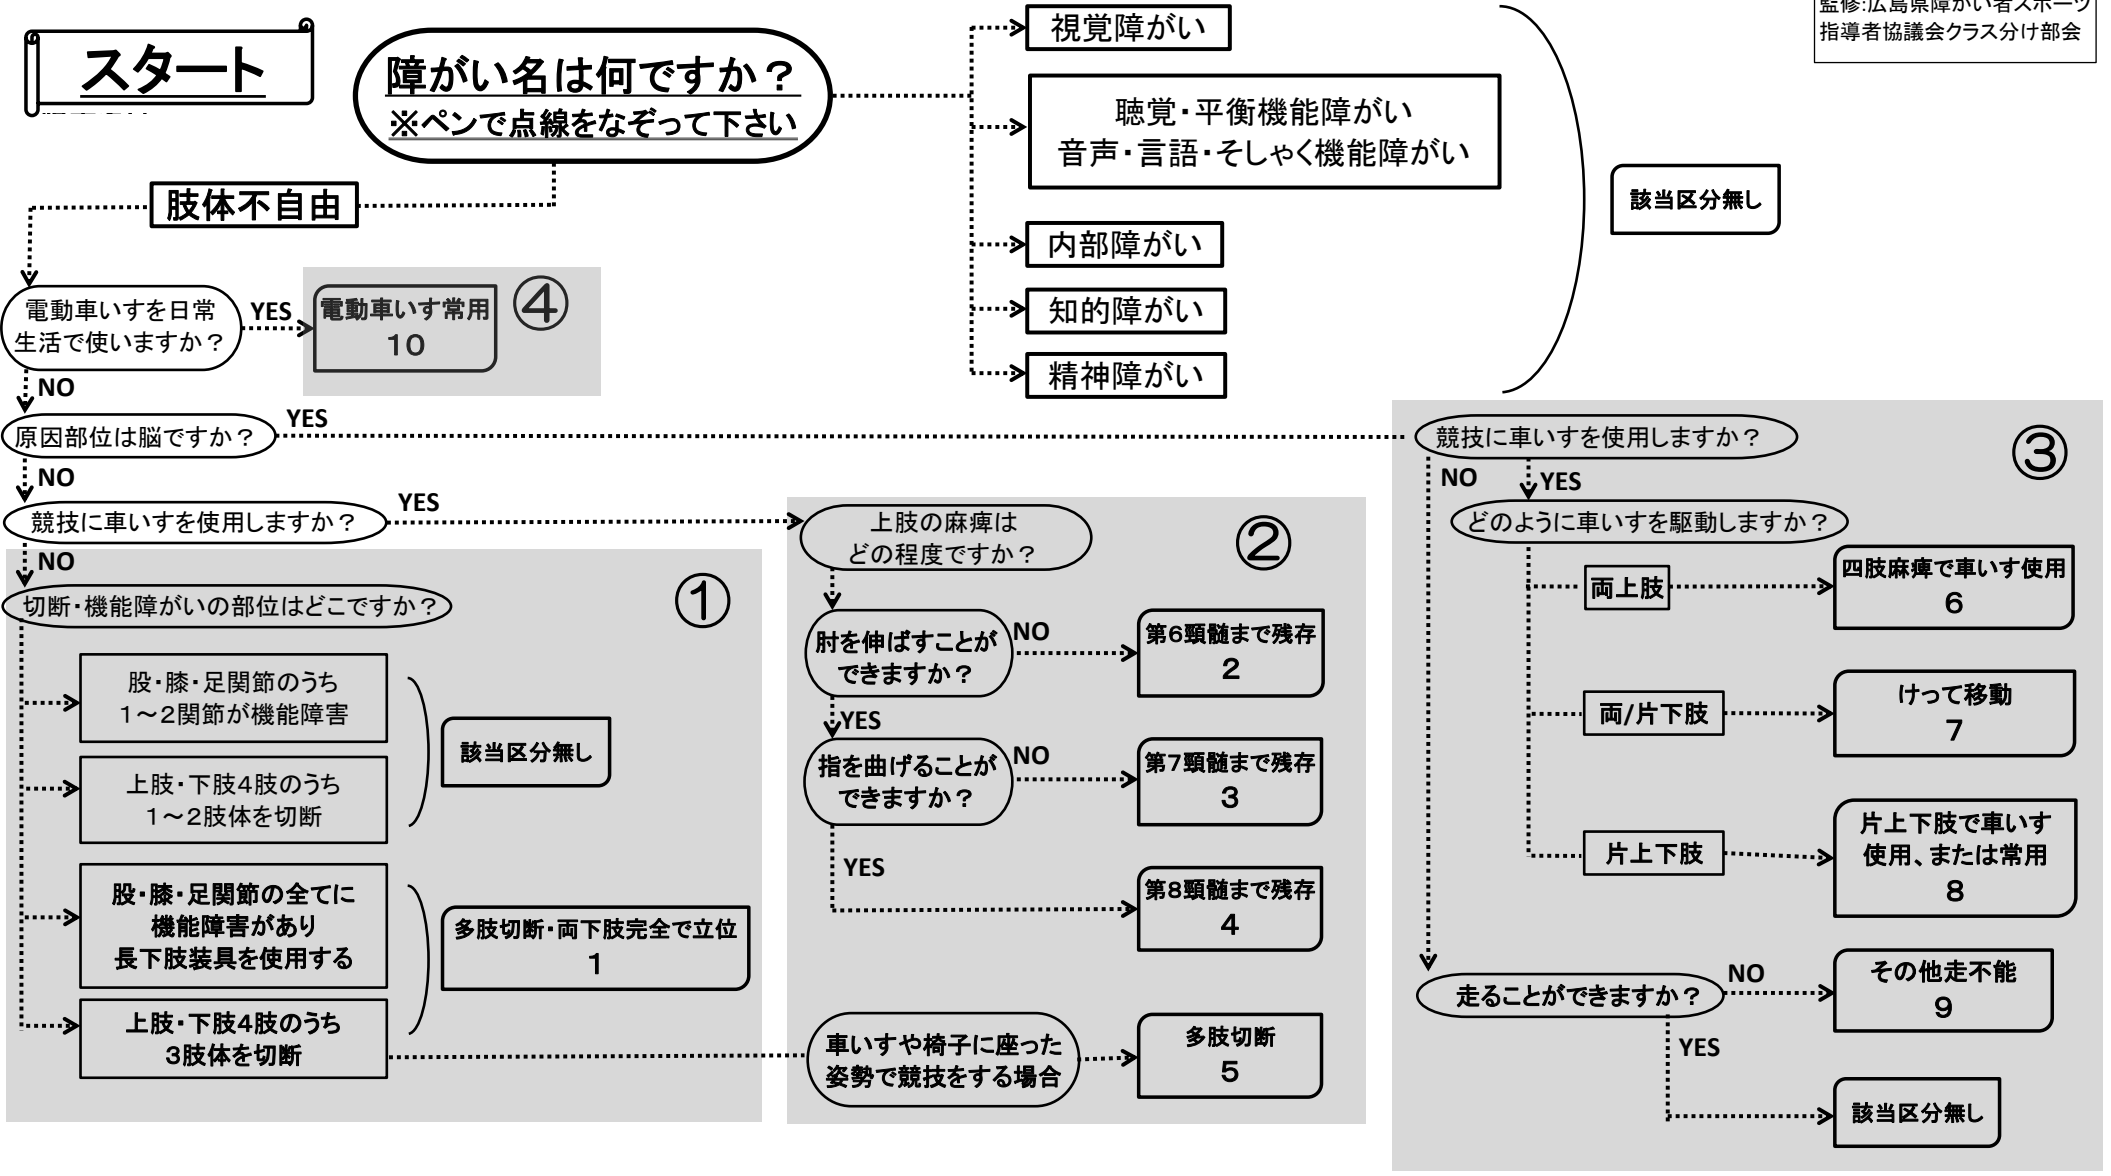 スタート
障がい名は何ですか？
※ペンで点線をなぞって下さい
視覚障がい
聴覚・平衡機能障がい
音声・言語・そしゃく機能障がい
内部障がい
知的障がい
精神障がい
該当区分無し
監修:広島県障がい者スポーツ
指導者協議会クラス分け部会
肢体不自由
電動車いすを日常
生活で使いますか？
YES
電動車いす常用
10
④
NO
原因部位は脳ですか？
YES
NO
競技に車いすを使用しますか？
YES
NO
①
切断・機能障がいの部位はどこですか？
股・膝・足関節のうち
1～2関節が機能障害
上肢・下肢4肢のうち
1～2肢体を切断
該当区分無し
股・膝・足関節の全てに
機能障害があり
長下肢装具を使用する
上肢・下肢4肢のうち
3肢体を切断
多肢切断・両下肢完全で立位
1
②
上肢の麻痺は
どの程度ですか？
肘を伸ばすことが
できますか？
NO
第6頸髄まで残存
2
YES
指を曲げることが
できますか？
NO
第7頸髄まで残存
3
YES
第8頸髄まで残存
4
車いすや椅子に座った
姿勢で競技をする場合
多肢切断
5
③
競技に車いすを使用しますか？
NO
YES
どのように車いすを駆動しますか？
両上肢
四肢麻痺で車いす使用
6
両/片下肢
けって移動
7
片上下肢
片上下肢で車いす
使用、または常用
8
走ることができますか？
NO
その他走不能
9
YES
該当区分無し